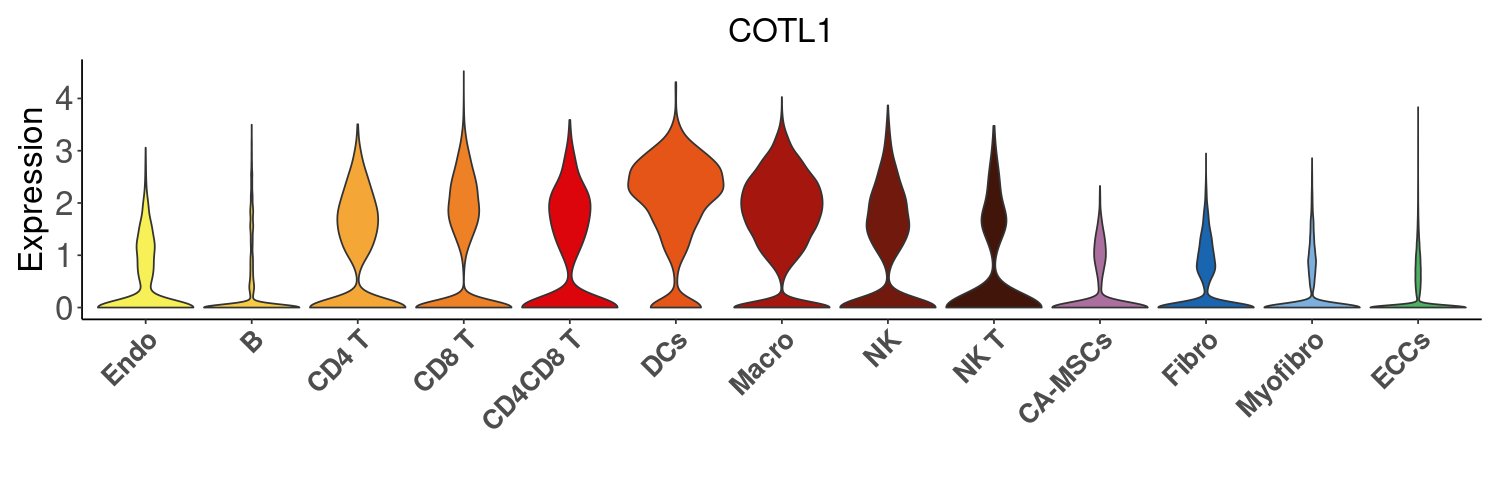 COTL1
Expression
4
3
2
1
0
Endo
B
CD4 T
CD8 T
CD4CD8 T
DCs
Macro
NK
NK T
CA-MSCs
Fibro
Myofibro
ECCs